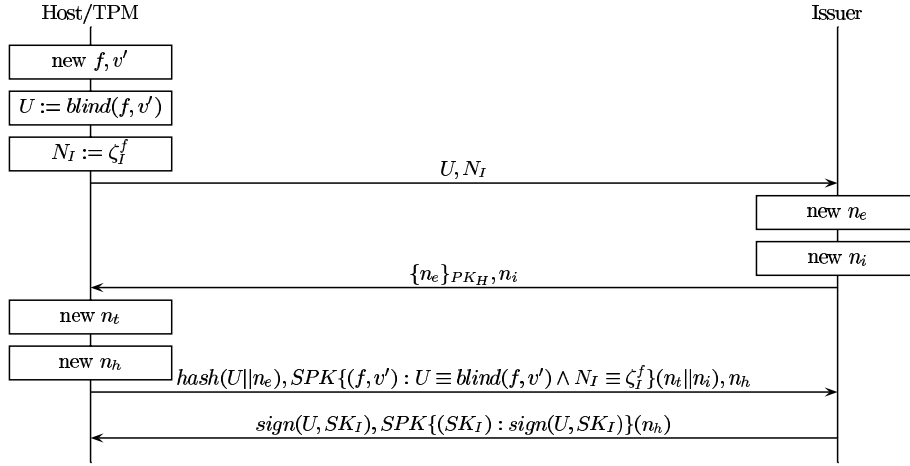 Host/TPM Issuer
new f, v′
U := blind(f, v′)
N_I := ζ_I^f
U, N_I
new n_e
new n_i
{n_e}_{PK_H}, n_i
new n_t
new n_h
hash(U||n_e), SPK{(f, v′) : U ≡ blind(f, v′) ∧ N_I ≡ ζ_I^f}(n_t||n_i), n_h
sign(U, SK_I), SPK{(SK_I) : sign(U, SK_I)}(n_h)